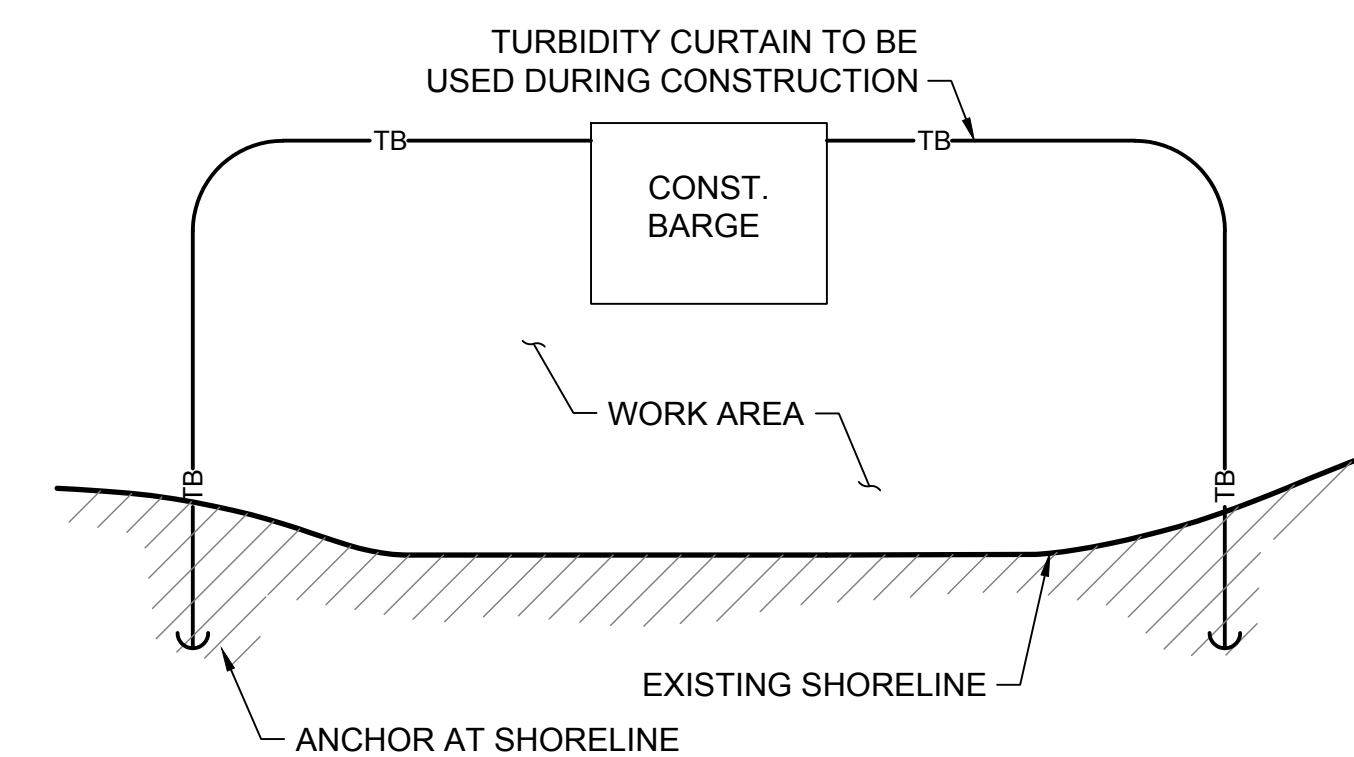 TURBIDITY CURTAIN TO BE
USED DURING CONSTRUCTION
TB
TB
CONST.
BARGE
WORK AREA
TB
TB
EXISTING SHORELINE
ANCHOR AT SHORELINE